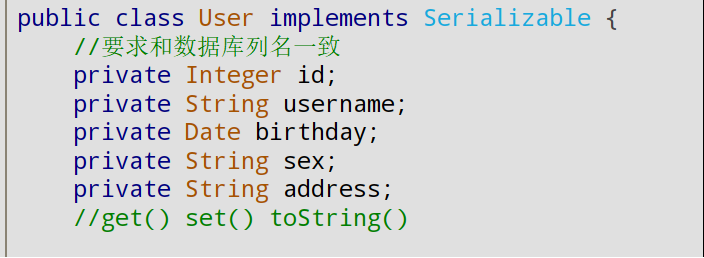 public class User implements Serializable {
//要求和数据库列名一致
private Integer id;
private String username;
private Date birthday;
private String sex;
private String address;
//get() set() toString()